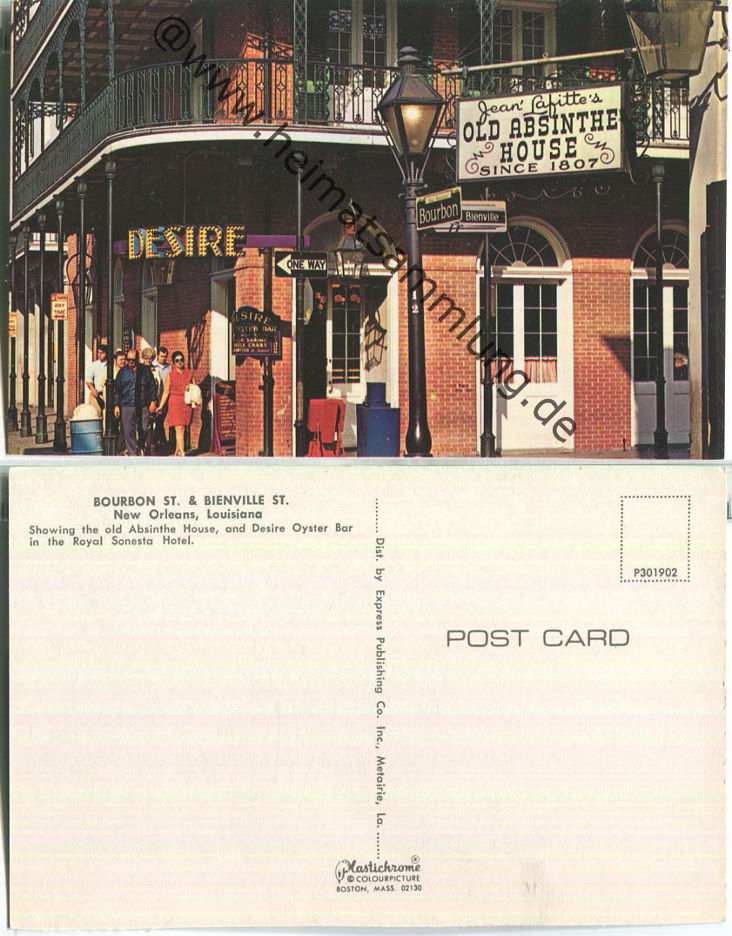 @www.heimatsammlung.de
Jean Lafitte's
OLD ABSINTHE
HOUSE
SINCE 1807
Bourbon
Bienville
DESIRE
ONE WAY
DESIRE
OYSTER BAR
ANY
BOURBON ST. & BIENVILLE ST.
New Orleans, Louisiana
Showing the old Absinthe House, and Desire Oyster Bar
in the Royal Sonesta Hotel.
Dist. by Express Publishing Co. Inc., Metairie, La.
P301902
POST CARD
Plastichrome®
© COLOURPICTURE
BOSTON, MASS. 02130